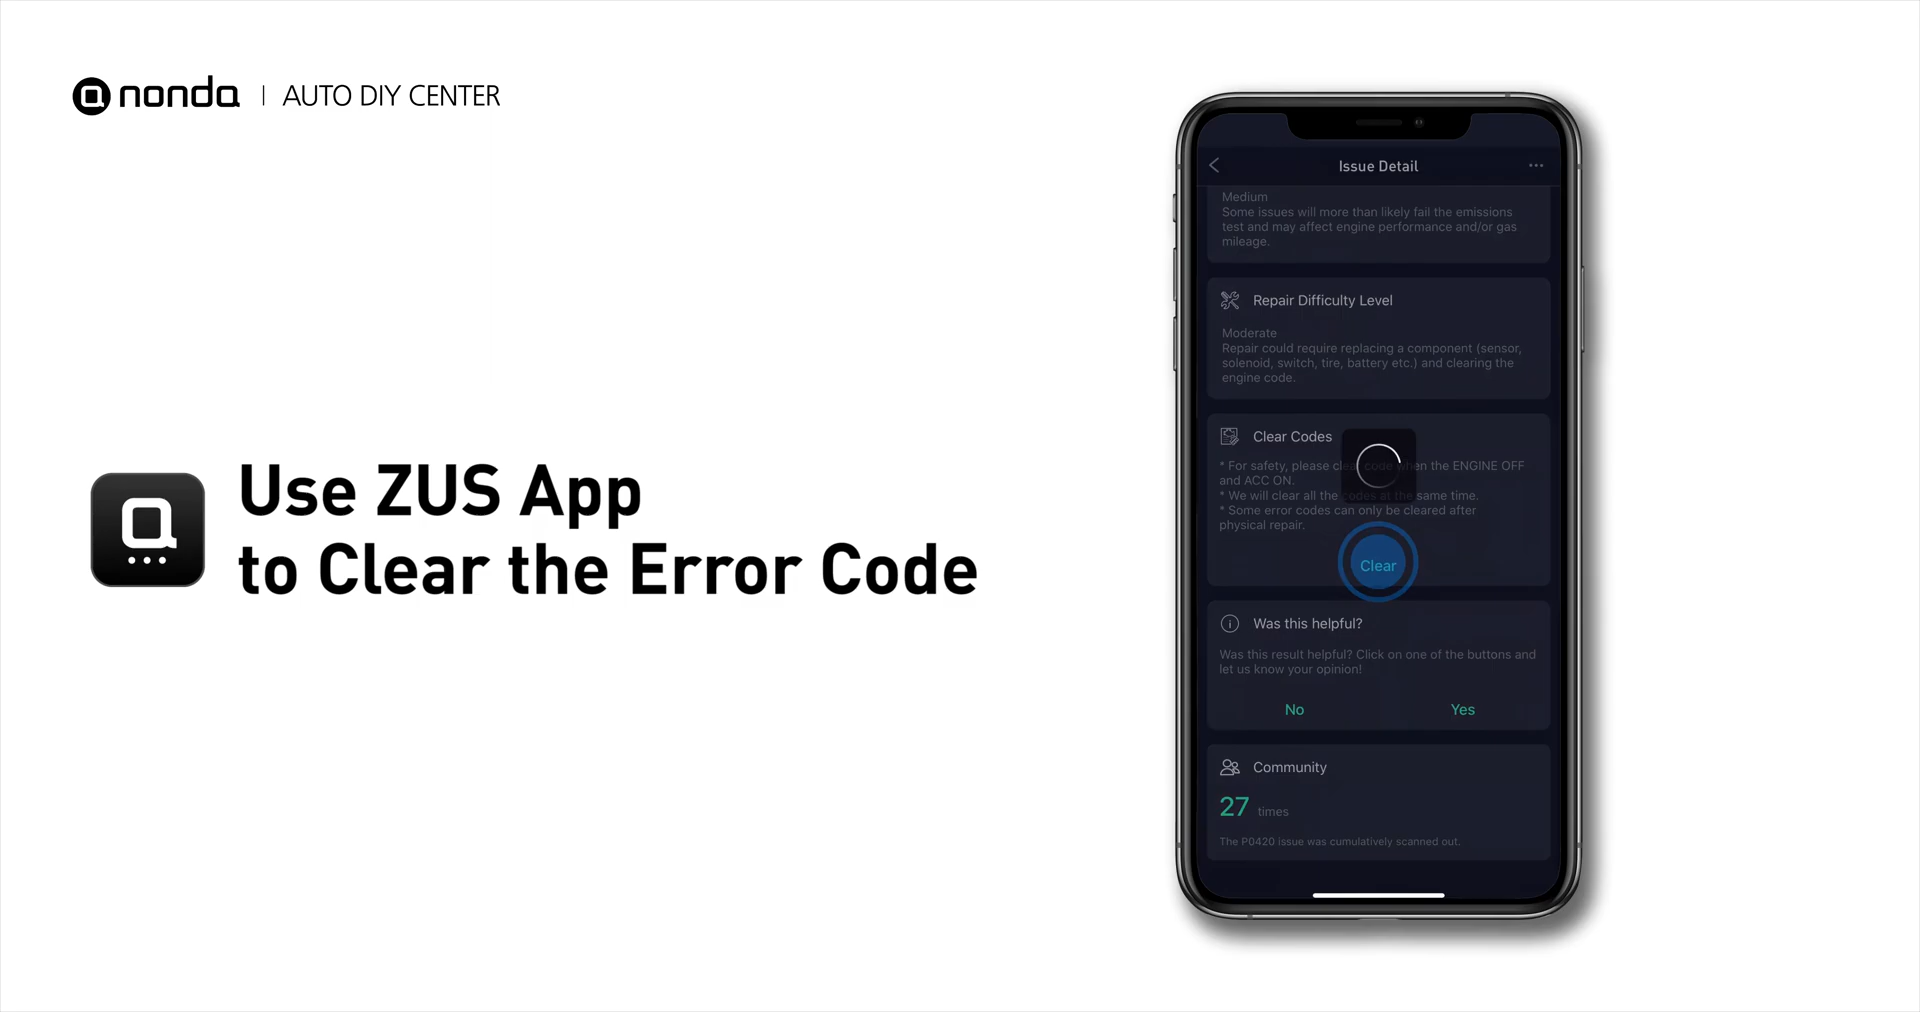 nonda | AUTO DIY CENTER
Use ZUS App
to Clear the Error Code
Issue Detail
Medium
Some issues will more than likely fail the emissions
test and may affect engine performance and/or gas
mileage.
Repair Difficulty Level
Moderate
Repair could require replacing a component (sensor,
solenoid, switch, tire, battery etc.) and clearing the
engine code.
Clear Codes
* For safety, please clear code when the ENGINE OFF
and ACC ON.
* We will clear all the codes at the same time.
* Some error codes can only be cleared after
physical repair.
Clear
Was this helpful?
Was this result helpful? Click on one of the buttons and
let us know your opinion!
No Yes
Community
27 times
The P0420 issue was cumulatively scanned out.